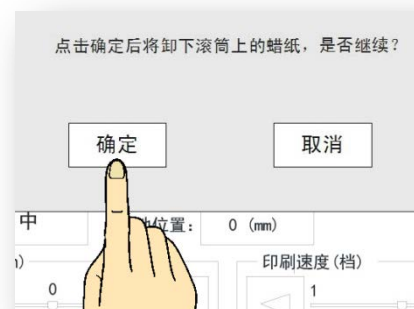 点击确定后将卸下滚筒上的蜡纸，是否继续？
确定 取消
中 位置： 0 (mm)
) 印刷速度(档)
0 1